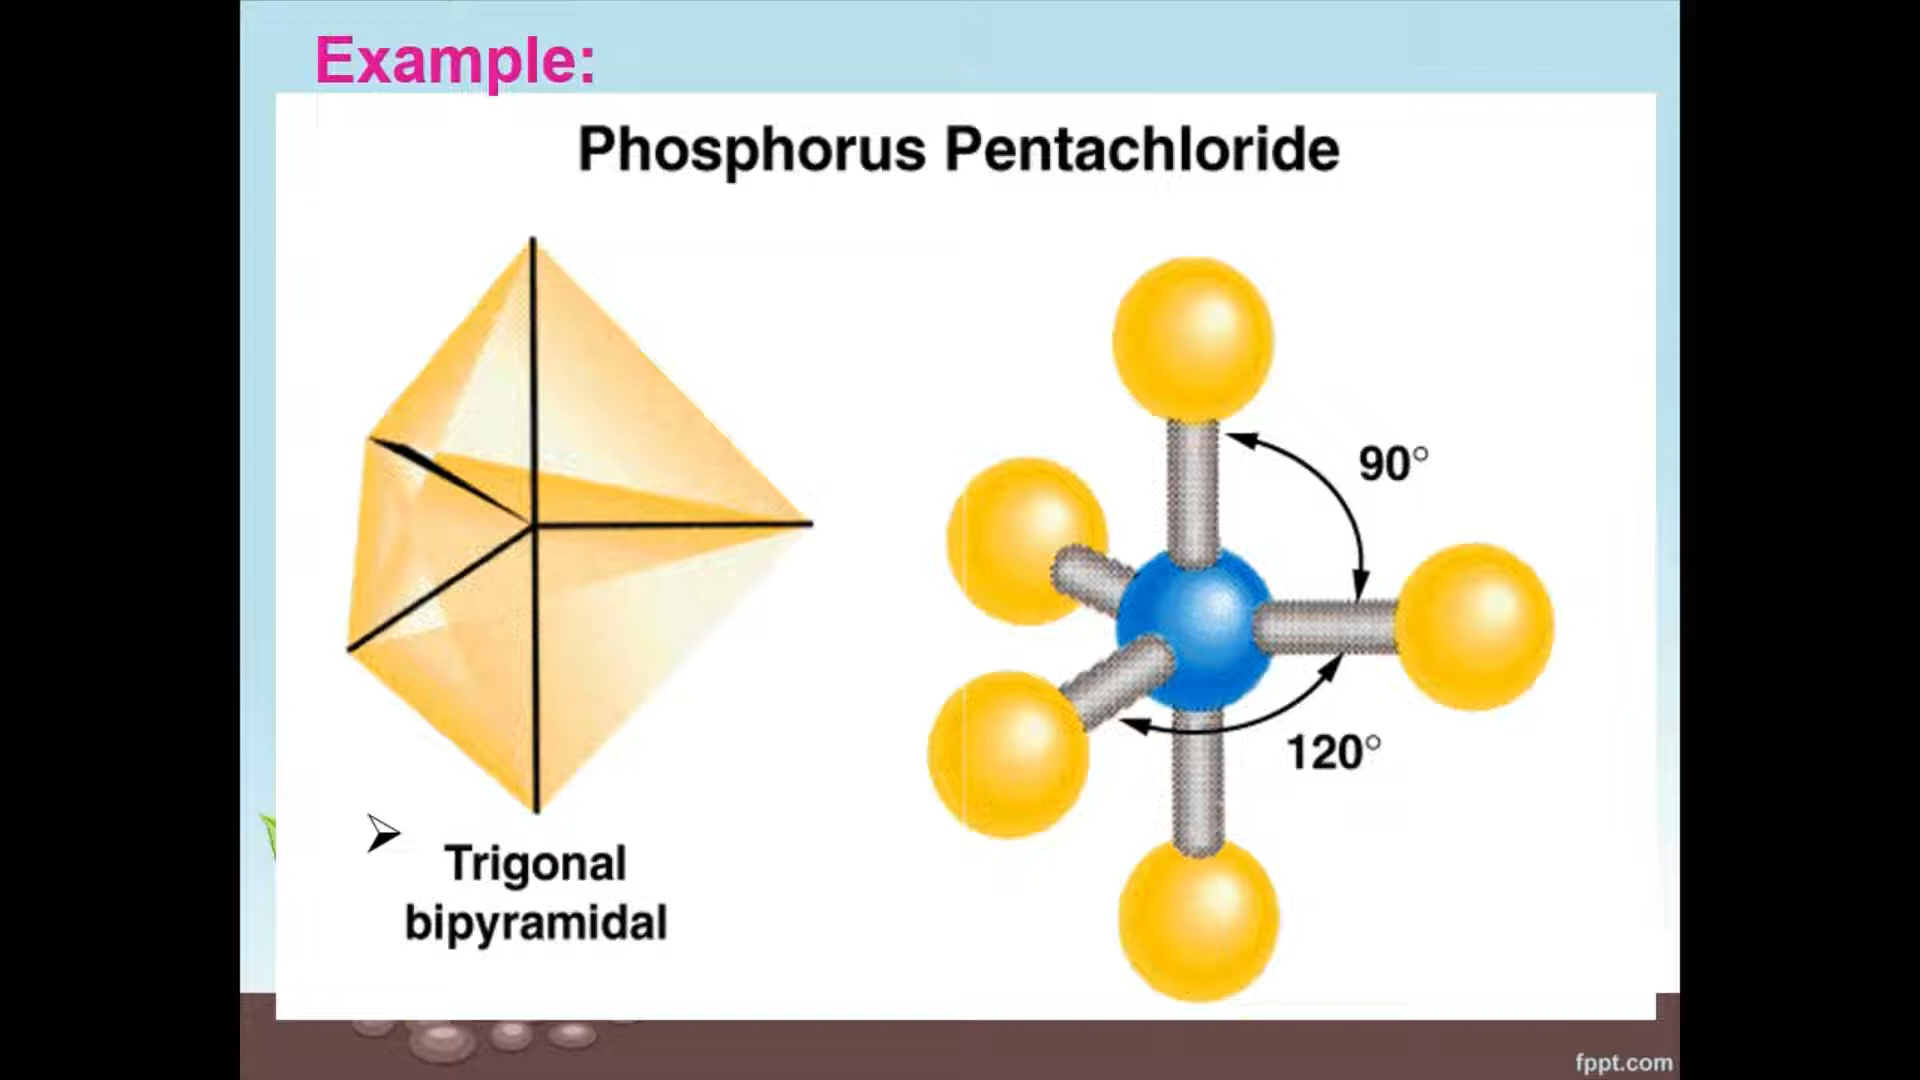 Example:
Phosphorus Pentachloride
90°
120°
➢ Trigonal
bipyramidal
fppt.com